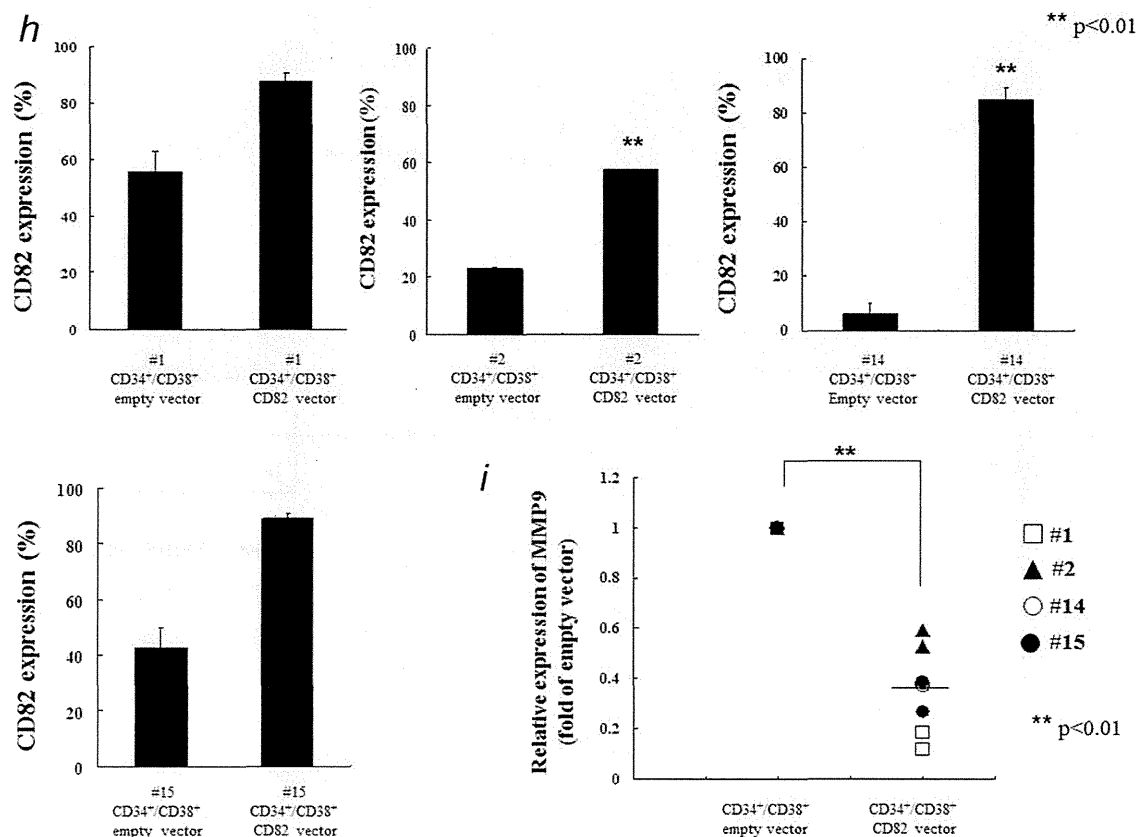 h
** p<0.01
CD82 expression (%)
100
80
60
40
20
0
#1
CD34+/CD38+
empty vector
#1
CD34+/CD38+
CD82 vector
CD82 expression (%)
100
80
60
40
20
0
**
#2
CD34+/CD38+
empty vector
#2
CD34+/CD38+
CD82 vector
CD82 expression (%)
100
80
60
40
20
0
**
#14
CD34+/CD38+
Empty vector
#14
CD34+/CD38+
CD82 vector
CD82 expression (%)
100
80
60
40
20
0
#15
CD34+/CD38+
empty vector
#15
CD34+/CD38+
CD82 vector
i
Relative expression of MMP9
(fold of empty vector)
1.2
1
0.8
0.6
0.4
0.2
0
**
CD34+/CD38+
empty vector
CD34+/CD38+
CD82 vector
#1
#2
#14
#15
** p<0.01